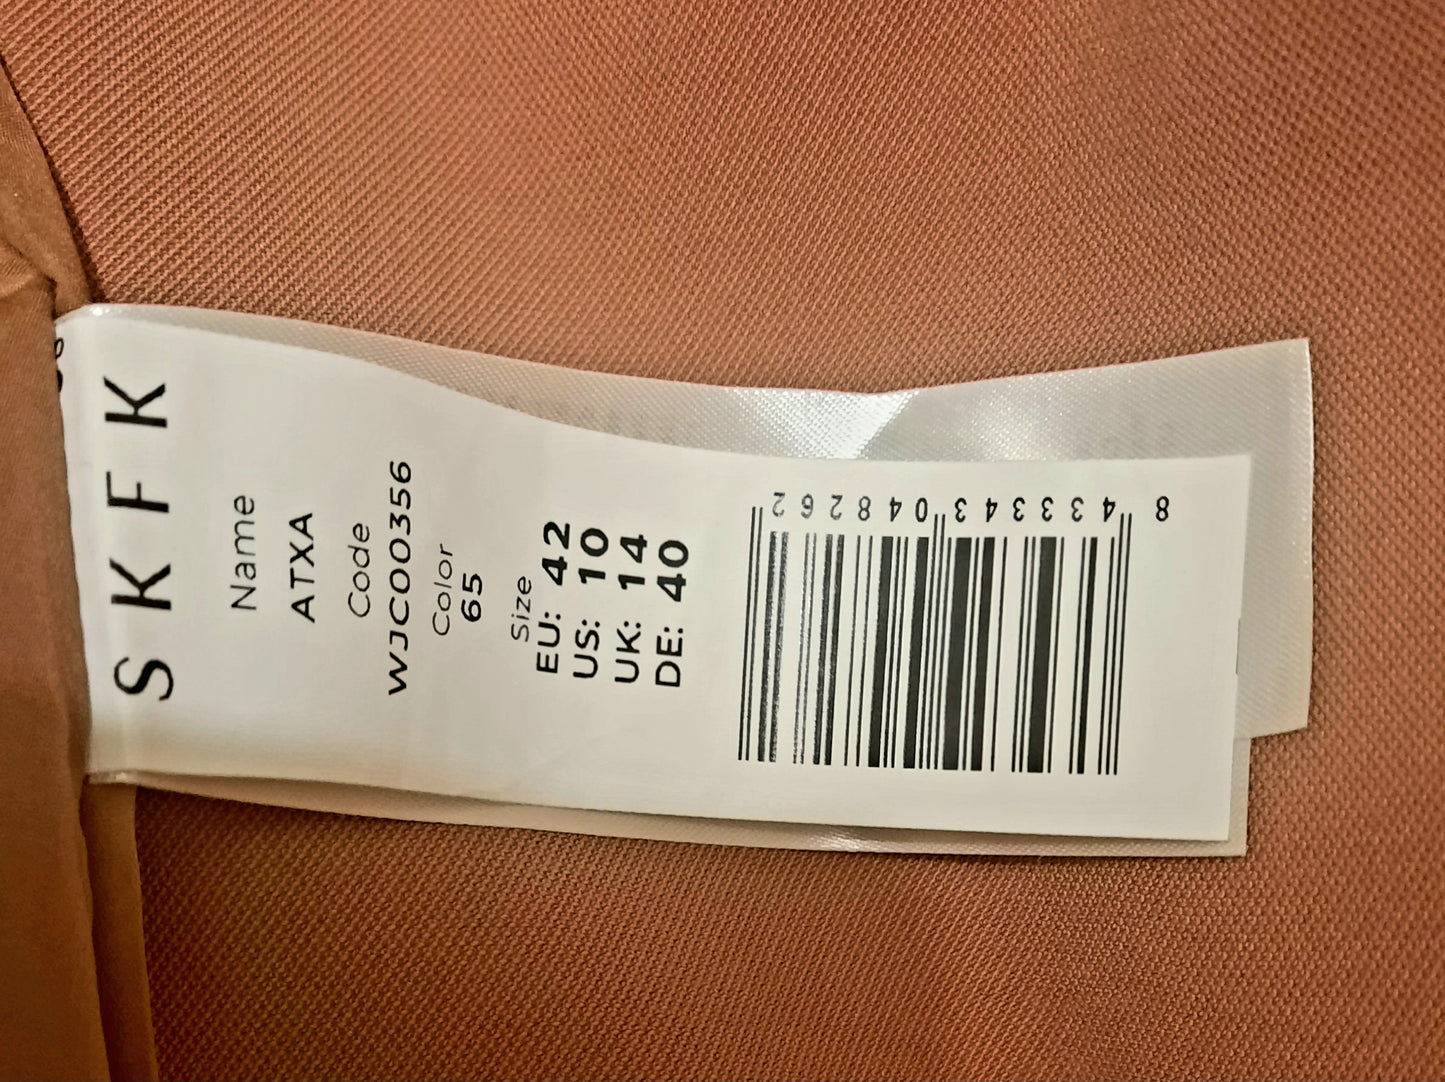 SKFK
Name
ATXA
Code
WJC00356
Color
65
Size
EU: 42
US: 10
UK: 14
DE: 40
8 433343 048262